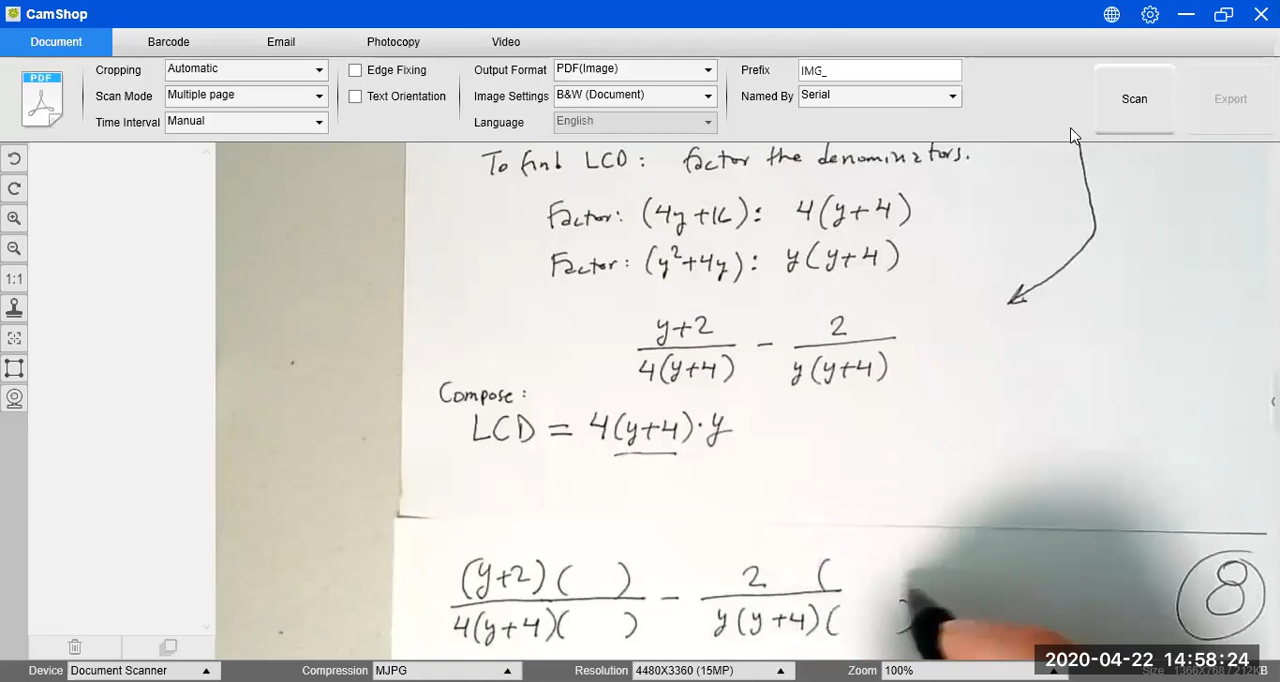 CamShop
Document Barcode Email Photocopy Video
PDF
Cropping Automatic
Scan Mode Multiple page
Time Interval Manual
Edge Fixing
Text Orientation
Output Format PDF(Image)
Image Settings B&W (Document)
Language English
Prefix IMG_
Named By Serial
Scan
Export
1:1
To find LCD: factor the denominators.
Factor: (4y+16): 4(y+4)
Factor: (y²+4y): y(y+4)
y+2 / 4(y+4) - 2 / y(y+4)
Compose:
LCD = 4(y+4)·y
(y+2)( ) / 4(y+4)( ) - 2 ( / y(y+4)( )
8
2020-04-22 14:58:24
Device Document Scanner Compression MJPG Resolution 4480X3360 (15MP) Zoom 100%